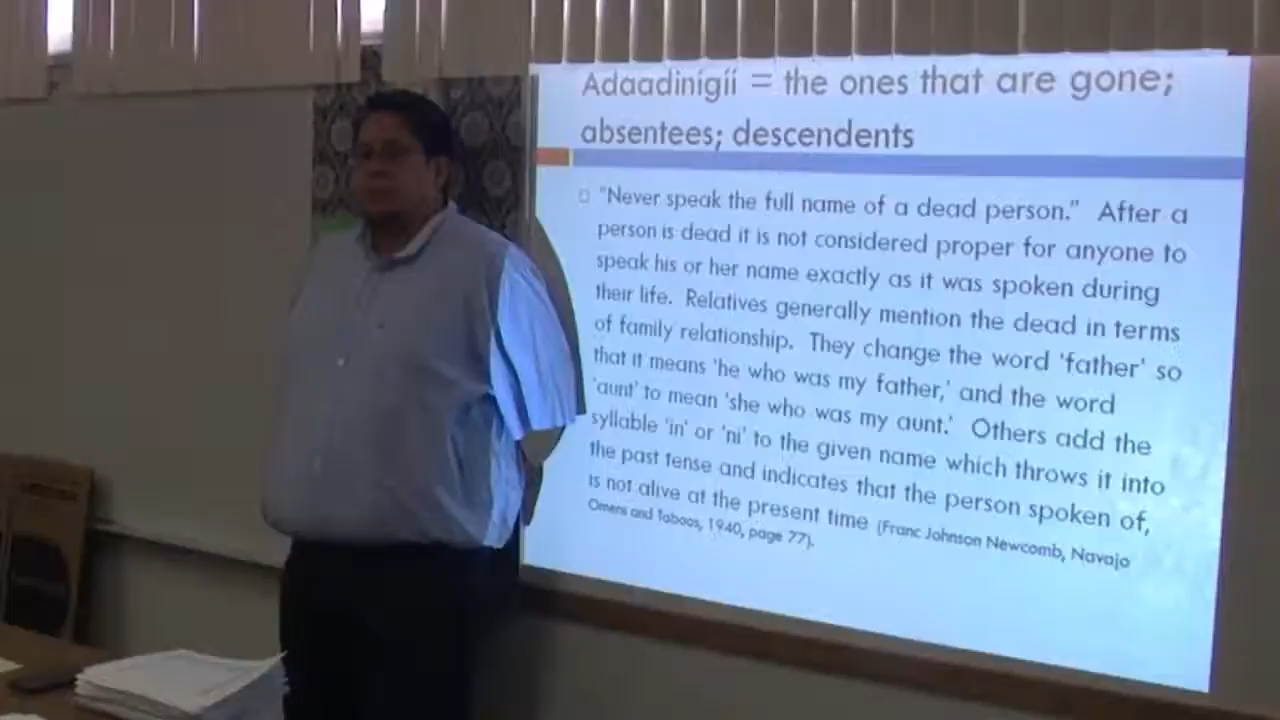 Adaadinígíí = the ones that are gone;
absentees; descendents
"Never speak the full name of a dead person." After a
person is dead it is not considered proper for anyone to
speak his or her name exactly as it was spoken during
their life. Relatives generally mention the dead in terms
of family relationship. They change the word 'father' so
that it means 'he who was my father,' and the word
'aunt' to mean 'she who was my aunt.' Others add the
syllable 'in' or 'ni' to the given name which throws it into
the past tense and indicates that the person spoken of,
is not alive at the present time (Franc Johnson Newcomb, Navajo
Omens and Taboos, 1940, page 77).